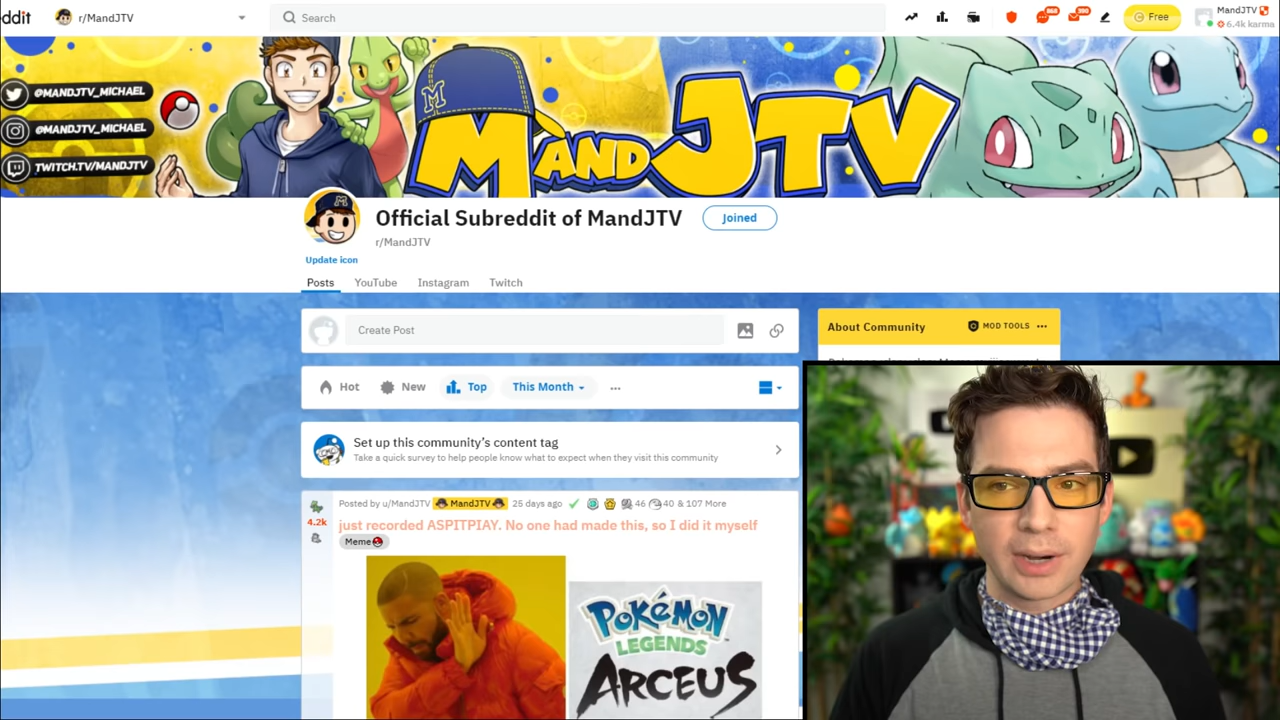 ddit
r/MandJTV
Search
868
590
Free
MandJTV
6.4k karma
@MANDJTV_MICHAEL
@MANDJTV_MICHAEL
TWITCH.TV/MANDJTV
M
MANDJTV
M
Official Subreddit of MandJTV
Joined
r/MandJTV
Update icon
Posts YouTube Instagram Twitch
Create Post
About Community
MOD TOOLS
Hot New Top This Month
Set up this community's content tag
Take a quick survey to help people know what to expect when they visit this community
Posted by u/MandJTV MandJTV 25 days ago 46 40 & 107 More
4.2k
just recorded ASPITPIAY. No one had made this, so I did it myself
Meme
POKéMON
LEGENDS
ARCEUS